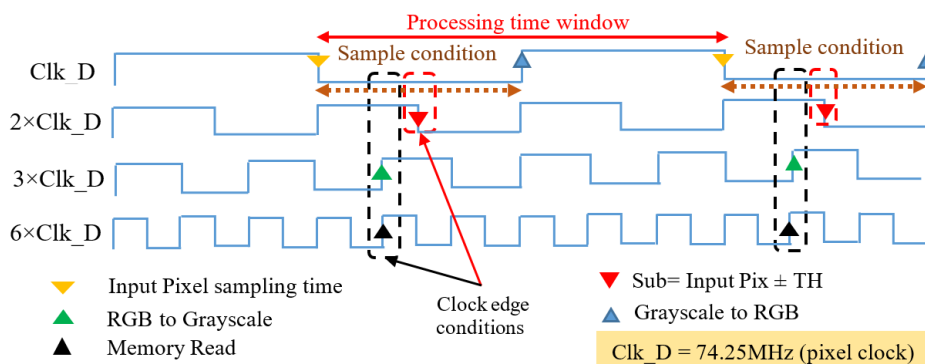 Processing time window
Sample condition
Sample condition
Clk_D
2×Clk_D
3×Clk_D
6×Clk_D
Input Pixel sampling time
RGB to Grayscale
Memory Read
Clock edge
conditions
Sub= Input Pix ± TH
Grayscale to RGB
Clk_D = 74.25MHz (pixel clock)